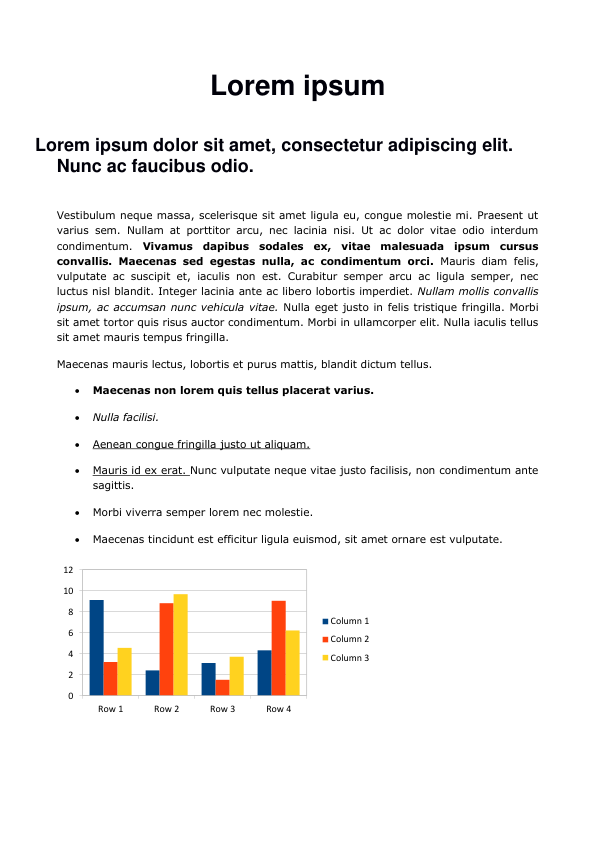 Lorem ipsum
Lorem ipsum dolor sit amet, consectetur adipiscing elit.
Nunc ac faucibus odio.
Vestibulum neque massa, scelerisque sit amet ligula eu, congue molestie mi. Praesent ut
varius sem. Nullam at porttitor arcu, nec lacinia nisi. Ut ac dolor vitae odio interdum
condimentum. Vivamus dapibus sodales ex, vitae malesuada ipsum cursus
convallis. Maecenas sed egestas nulla, ac condimentum orci. Mauris diam felis,
vulputate ac suscipit et, iaculis non est. Curabitur semper arcu ac ligula semper, nec
luctus nisl blandit. Integer lacinia ante ac libero lobortis imperdiet. Nullam mollis convallis
ipsum, ac accumsan nunc vehicula vitae. Nulla eget justo in felis tristique fringilla. Morbi
sit amet tortor quis risus auctor condimentum. Morbi in ullamcorper elit. Nulla iaculis tellus
sit amet mauris tempus fringilla.
Maecenas mauris lectus, lobortis et purus mattis, blandit dictum tellus.
• Maecenas non lorem quis tellus placerat varius.
• Nulla facilisi.
• Aenean congue fringilla justo ut aliquam.
• Mauris id ex erat. Nunc vulputate neque vitae justo facilisis, non condimentum ante
sagittis.
• Morbi viverra semper lorem nec molestie.
• Maecenas tincidunt est efficitur ligula euismod, sit amet ornare est vulputate.
12
10
8
6
4
2
0
Row 1 Row 2 Row 3 Row 4
Column 1
Column 2
Column 3